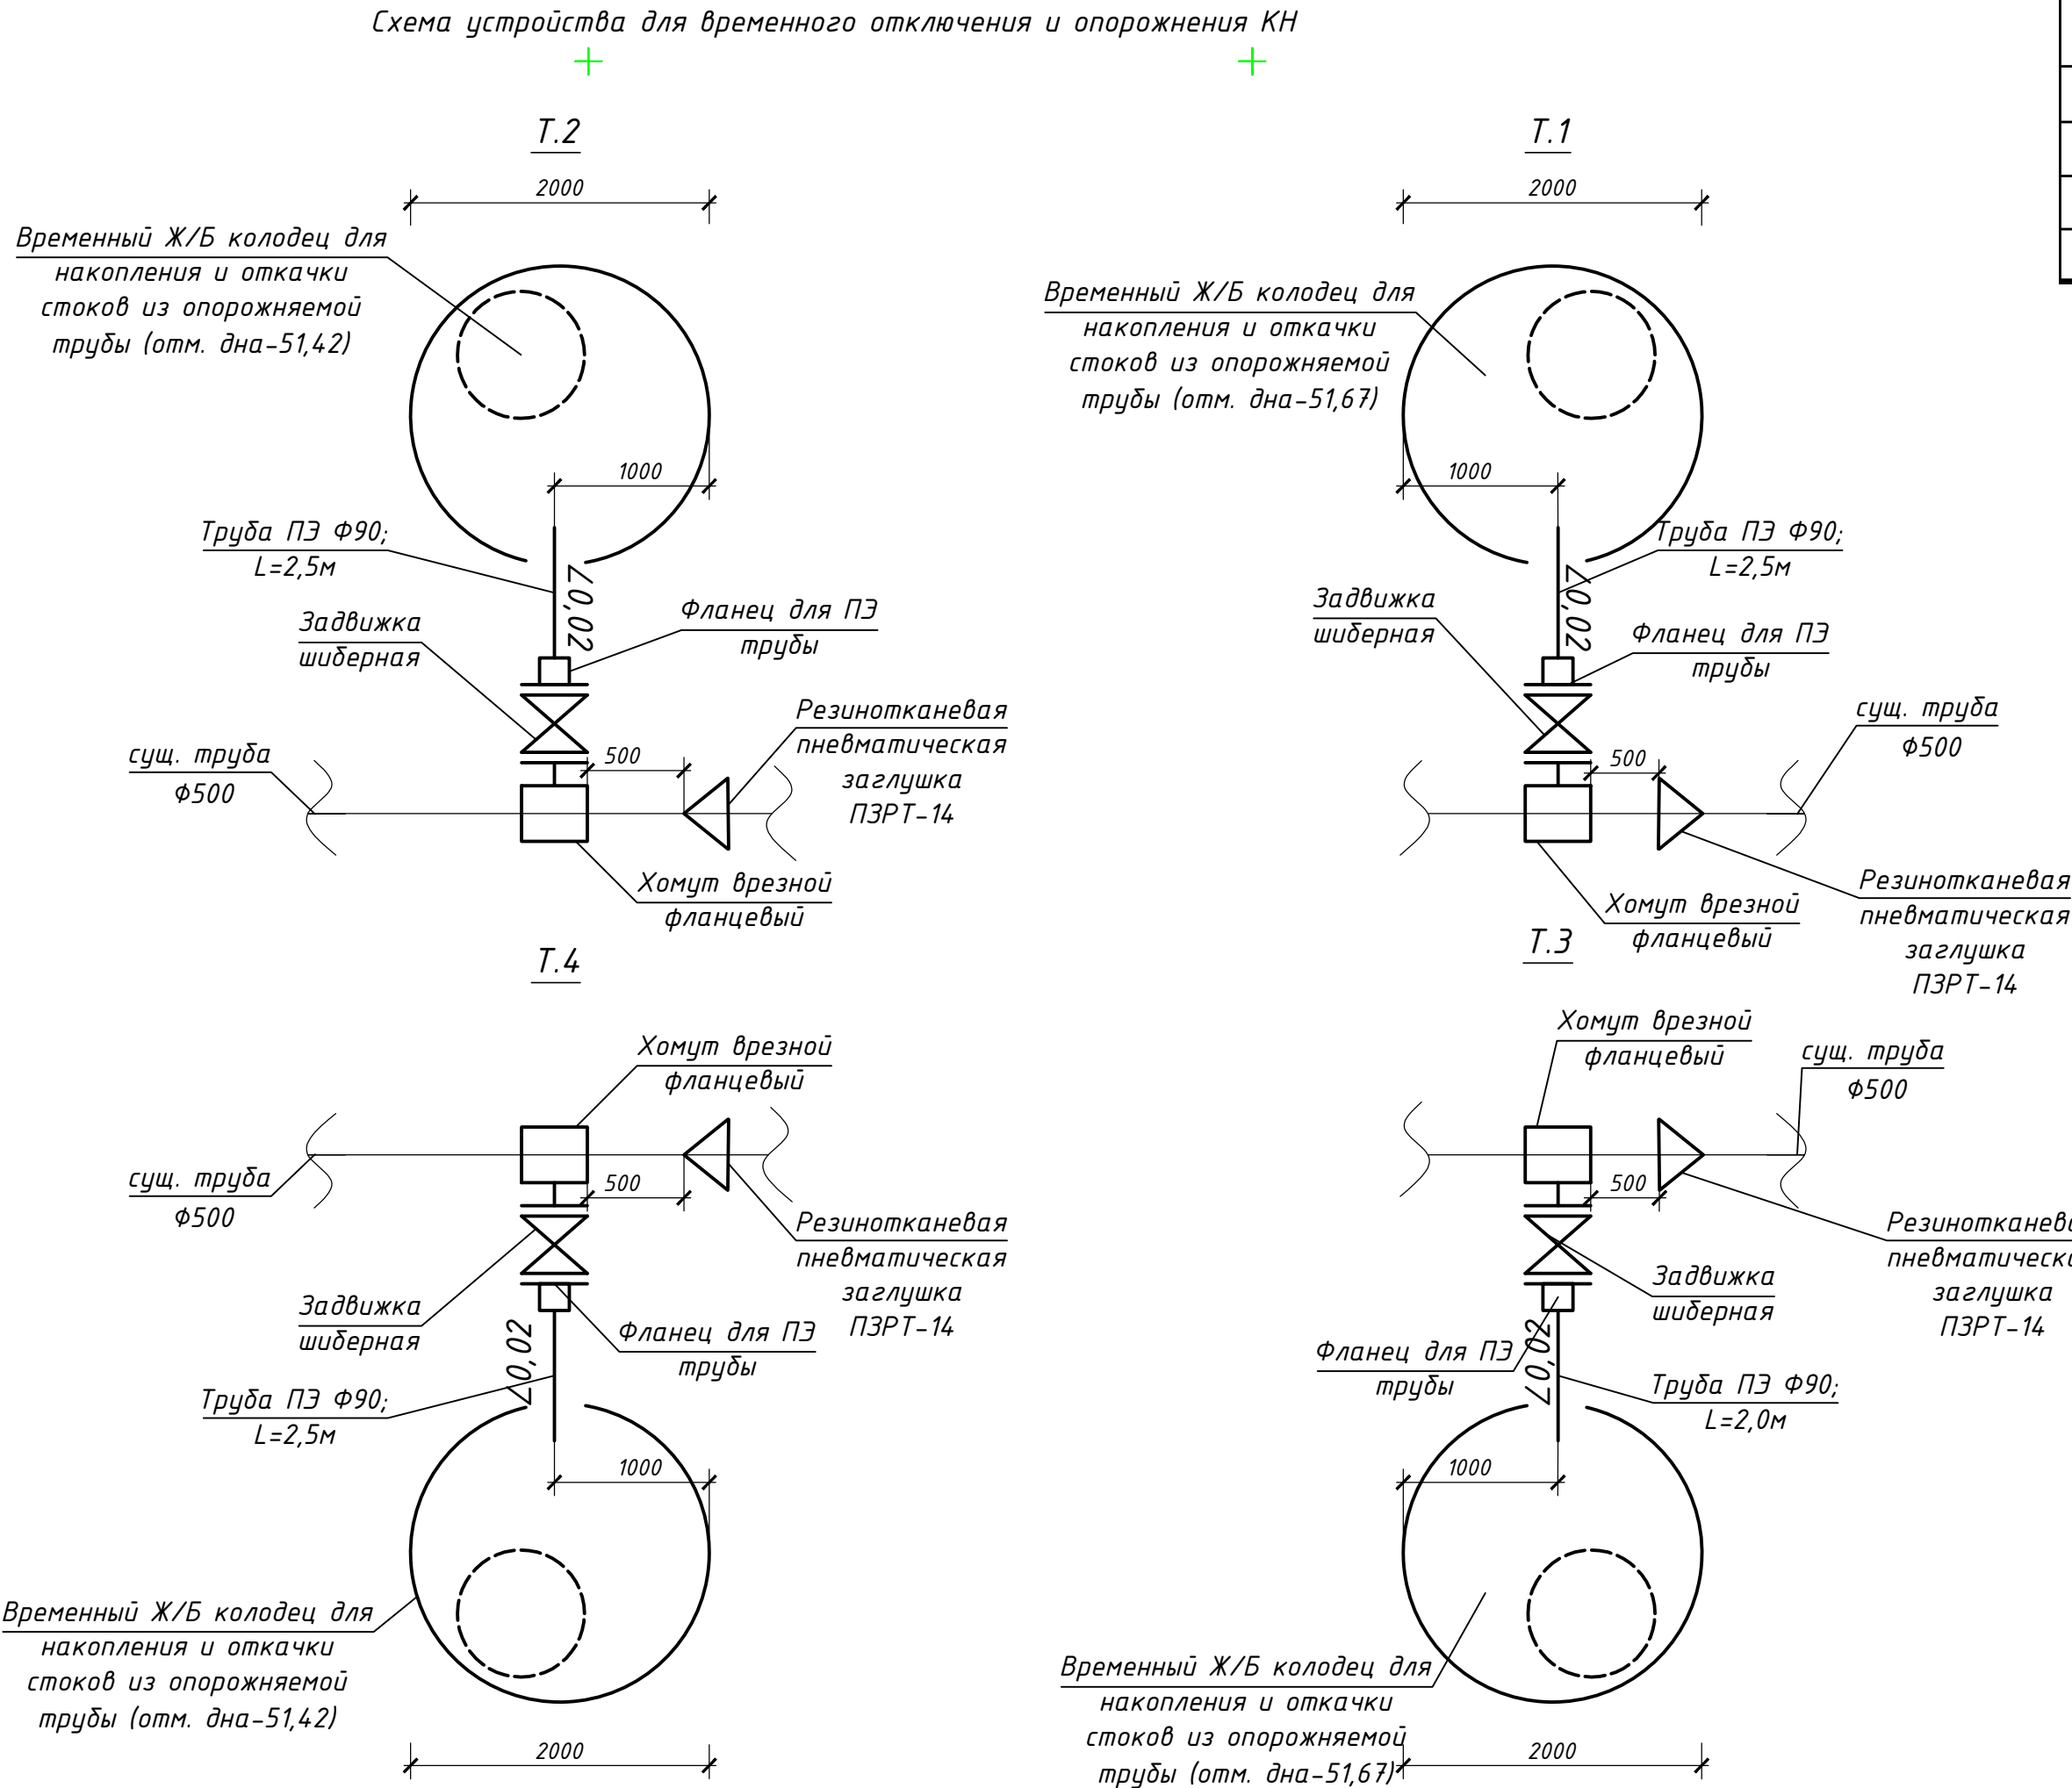 Схема устройства для временного отключения и опорожнения КН
Т.2
2000
Временный Ж/Б колодец для
накопления и откачки
стоков из опорожняемой
трубы (отм. дна-51,42)
1000
Труба ПЭ Ф90;
L=2,5м
∠0,02
Задвижка
шиберная
Фланец для ПЭ
трубы
Резинотканевая
пневматическая
заглушка
ПЗРТ-14
сущ. труба
Ф500
500
Хомут врезной
фланцевый
Т.1
2000
Временный Ж/Б колодец для
накопления и откачки
стоков из опорожняемой
трубы (отм. дна-51,67)
1000
Труба ПЭ Ф90;
L=2,5м
∠0,02
Задвижка
шиберная
Фланец для ПЭ
трубы
сущ. труба
Ф500
500
Резинотканевая
пневматическая
заглушка
ПЗРТ-14
Хомут врезной
фланцевый
Т.4
Хомут врезной
фланцевый
сущ. труба
Ф500
500
Резинотканевая
пневматическая
заглушка
ПЗРТ-14
Задвижка
шиберная
Фланец для ПЭ
трубы
∠0,02
Труба ПЭ Ф90;
L=2,5м
1000
Временный Ж/Б колодец для
накопления и откачки
стоков из опорожняемой
трубы (отм. дна-51,42)
2000
Т.3
Хомут врезной
фланцевый
сущ. труба
Ф500
500
Резинотканева
пневматическа
заглушка
ПЗРТ-14
Задвижка
шиберная
Фланец для ПЭ
трубы
∠0,02
Труба ПЭ Ф90;
L=2,0м
1000
Временный Ж/Б колодец для
накопления и откачки
стоков из опорожняемой
трубы (отм. дна-51,67)
2000